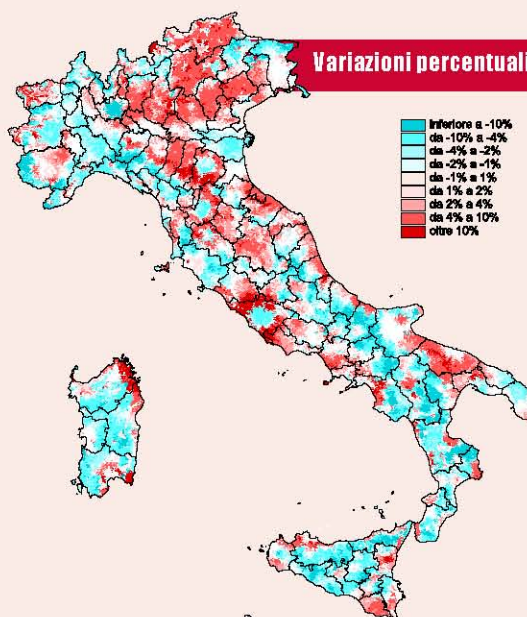 Variazioni percentuali
inferiore a -10%
da -10% a -4%
da -4% a -2%
da -2% a -1%
da -1% a 1%
da 1% a 2%
da 2% a 4%
da 4% a 10%
oltre 10%